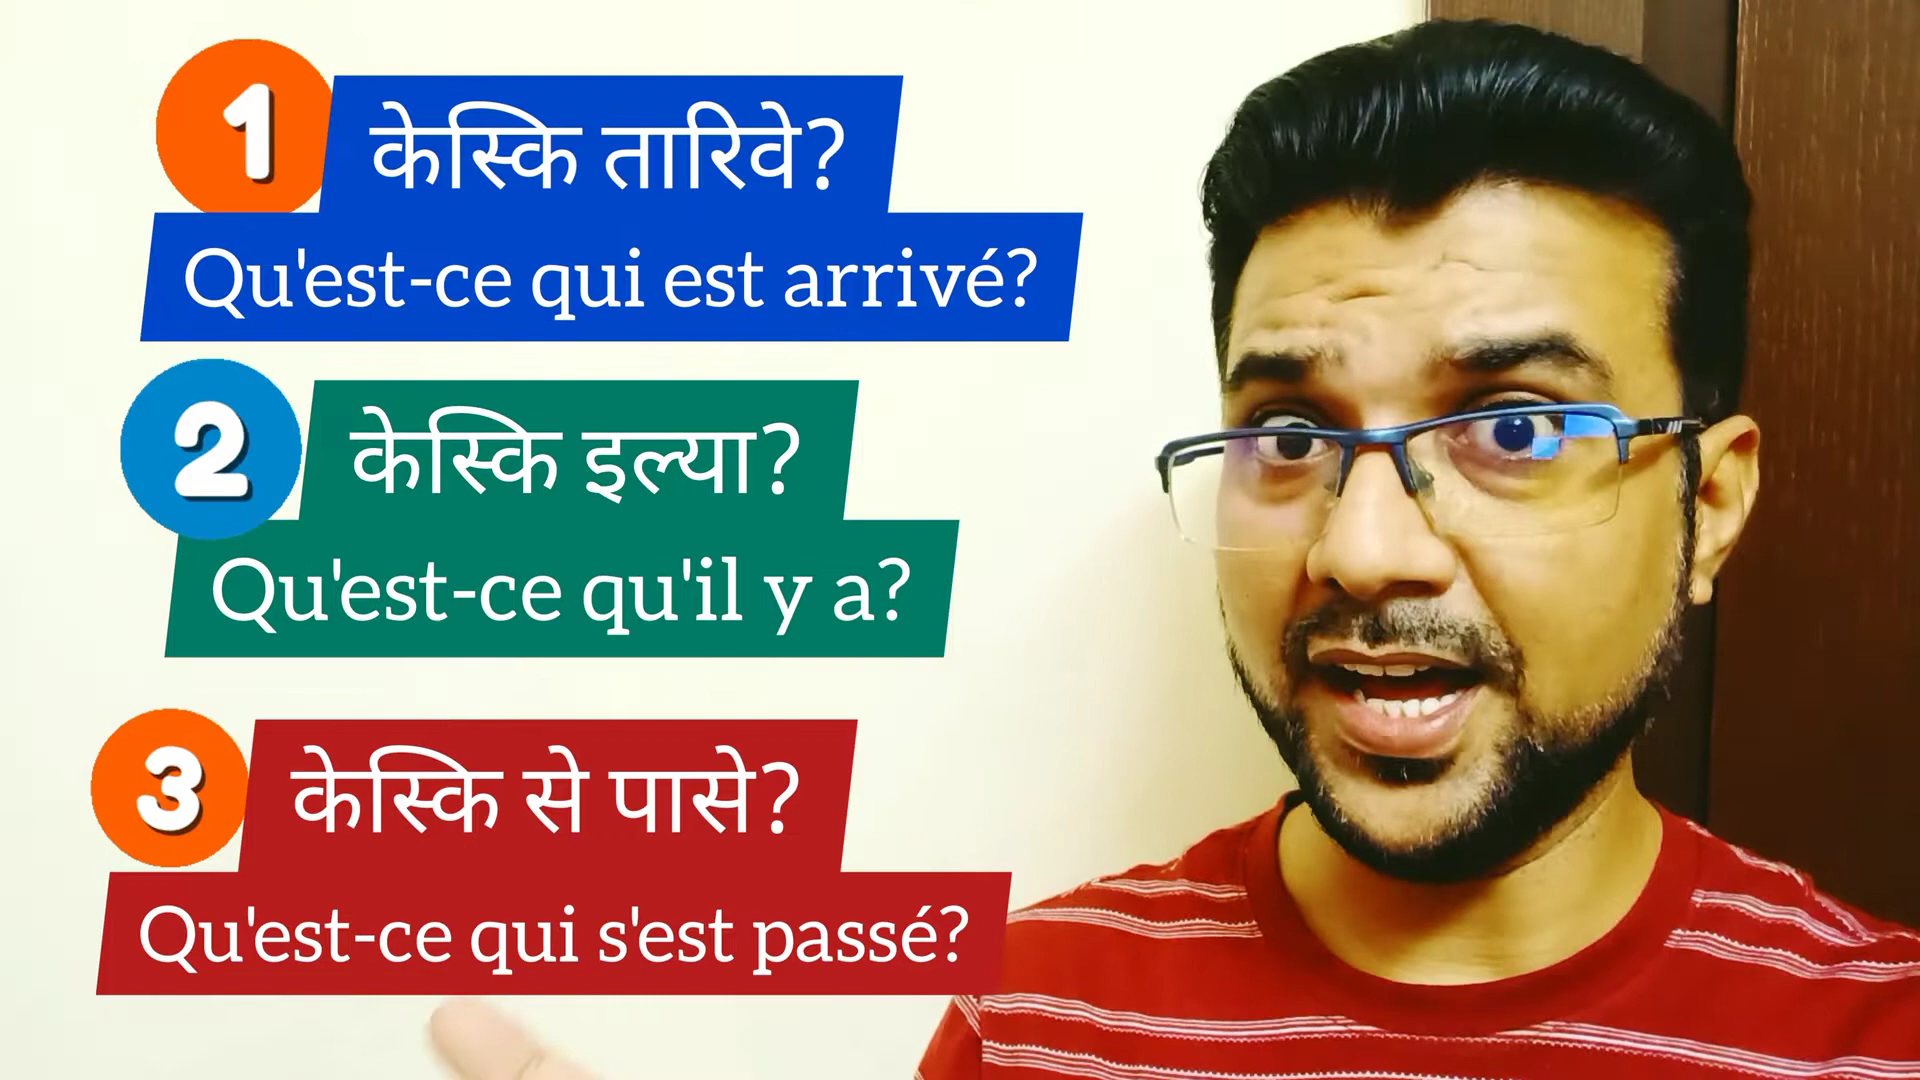 1
केस्कि तारिवे?
Qu'est-ce qui est arrivé?
2
केस्कि इल्या?
Qu'est-ce qu'il y a?
3
केस्कि से पासे?
Qu'est-ce qui s'est passé?